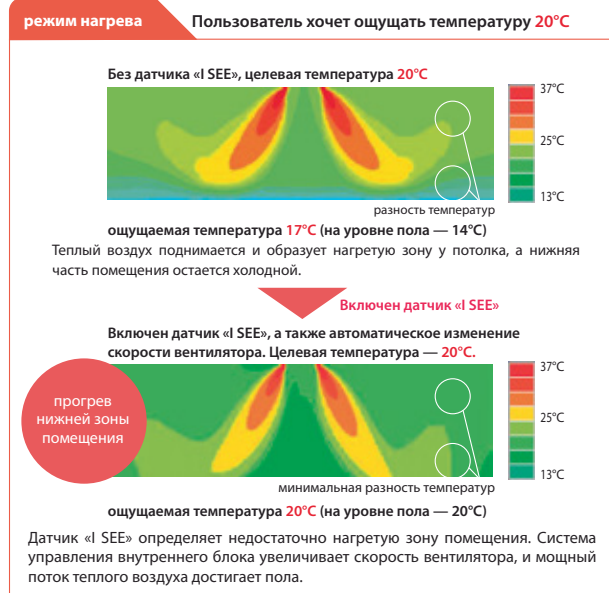 режим нагрева
Пользователь хочет ощущать температуру 20°C
Без датчика «I SEE», целевая температура 20°C
37°C
25°C
13°C
разность температур
ощущаемая температура 17°C (на уровне пола — 14°C)
Теплый воздух поднимается и образует нагретую зону у потолка, а нижняя
часть помещения остается холодной.
Включен датчик «I SEE»
Включен датчик «I SEE», а также автоматическое изменение
скорости вентилятора. Целевая температура — 20°C.
прогрев
нижней зоны
помещения
37°C
25°C
13°C
минимальная разность температур
ощущаемая температура 20°C (на уровне пола — 20°C)
Датчик «I SEE» определяет недостаточно нагретую зону помещения. Система
управления внутреннего блока увеличивает скорость вентилятора, и мощный
поток теплого воздуха достигает пола.